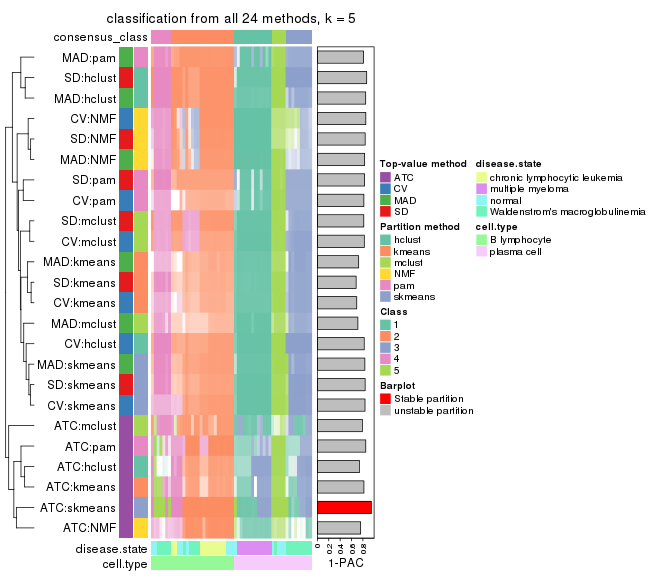 classification from all 24 methods, k = 5
consensus_class
MAD:pam
SD:hclust
MAD:hclust
CV:NMF
SD:NMF
MAD:NMF
SD:pam
CV:pam
SD:mclust
CV:mclust
MAD:kmeans
SD:kmeans
CV:kmeans
MAD:mclust
CV:hclust
MAD:skmeans
SD:skmeans
CV:skmeans
ATC:mclust
ATC:pam
ATC:hclust
ATC:kmeans
ATC:skmeans
ATC:NMF
disease.state
cell.type
0 0.2 0.4 0.6 0.8
1-PAC
Top-value method
ATC
CV
MAD
SD
Partition method
hclust
kmeans
mclust
NMF
pam
skmeans
Class
1
2
3
4
5
Barplot
Stable partition
unstable partition
disease.state
chronic lymphocytic leukemia
multiple myeloma
normal
Waldenstrom's macroglobulinemia
cell.type
B lymphocyte
plasma cell